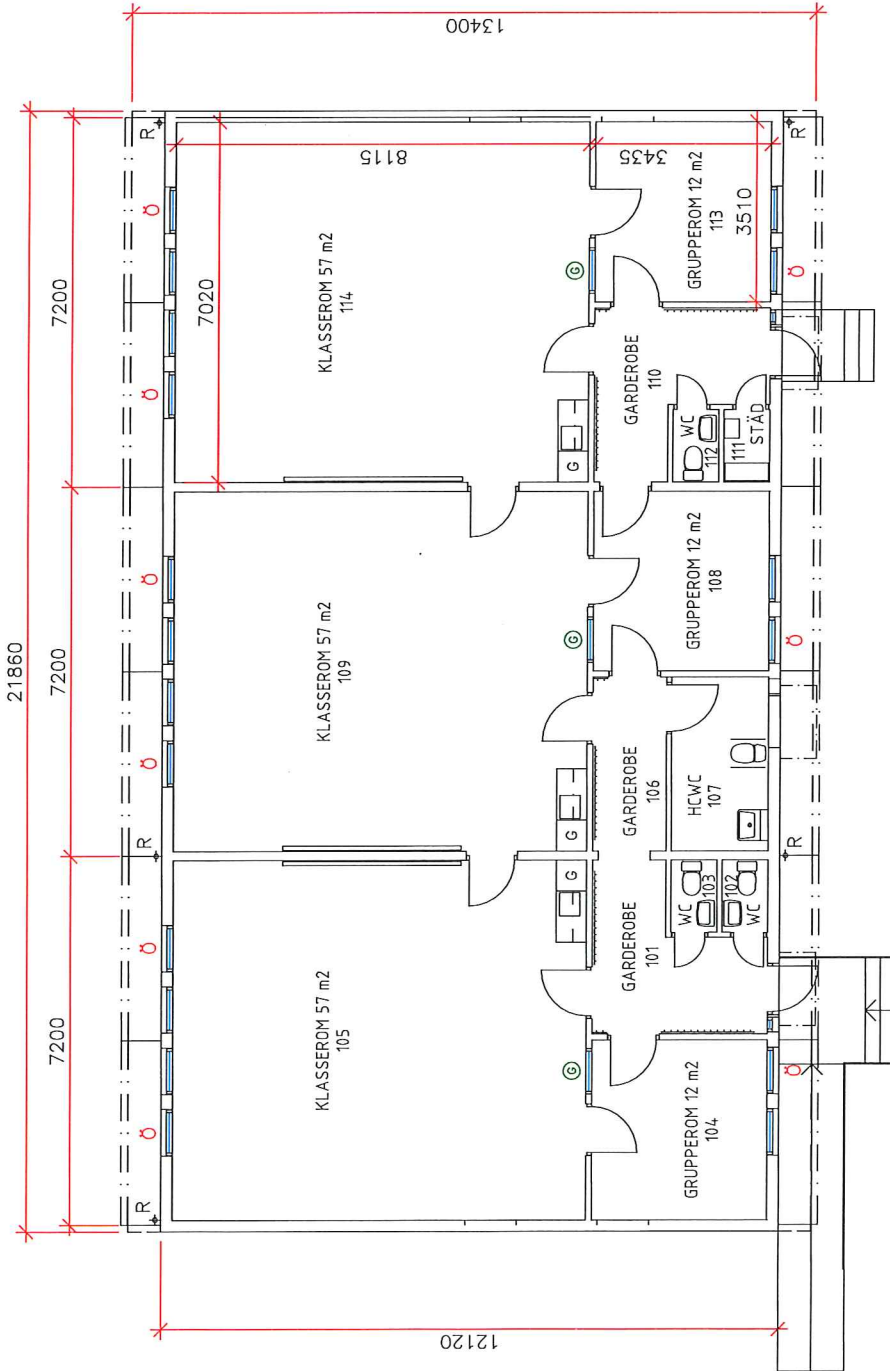 21860
7200
7200
7200
13400
12120
R
R
R
R
R
Ö
Ö
Ö
Ö
Ö
Ö
Ö
Ö
Ö
KLASSEROM 57 m2
105
KLASSEROM 57 m2
109
KLASSEROM 57 m2
114
7020
8115
3435
3510
G
G
G
G
G
G
GRUPPEROM 12 m2
104
GARDEROBE
101
WC
103
WC
102
GARDEROBE
106
HCWC
107
GRUPPEROM 12 m2
108
GARDEROBE
110
WC
112
111
STÄD
GRUPPEROM 12 m2
113